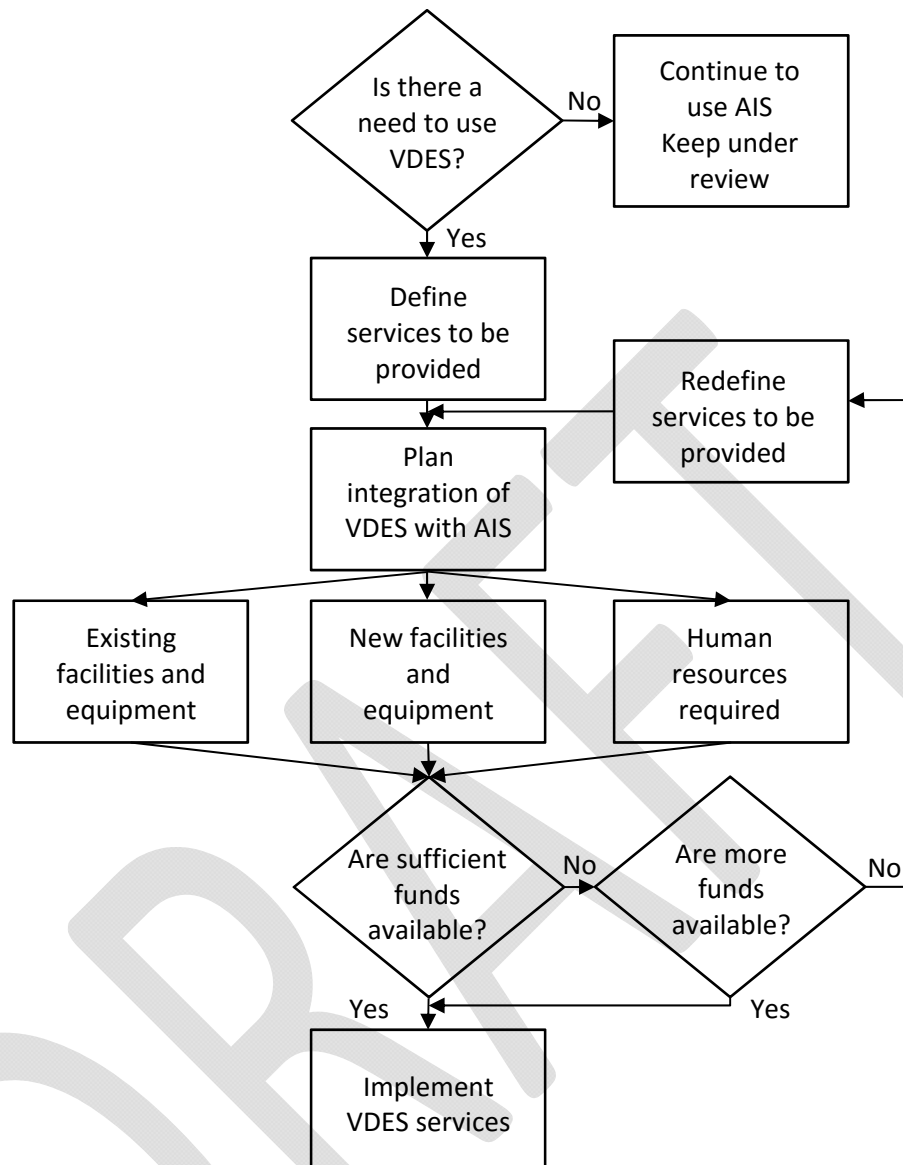 Is there a
need to use
VDES?
No
Continue to
use AIS
Keep under
review
Yes
Define
services to be
provided
Redefine
services to be
provided
Plan
integration of
VDES with AIS
Existing
facilities and
equipment
New facilities
and
equipment
Human
resources
required
Are sufficient
funds
available?
No
Are more
funds
available?
No
Yes
Yes
Implement
VDES services
DRAFT